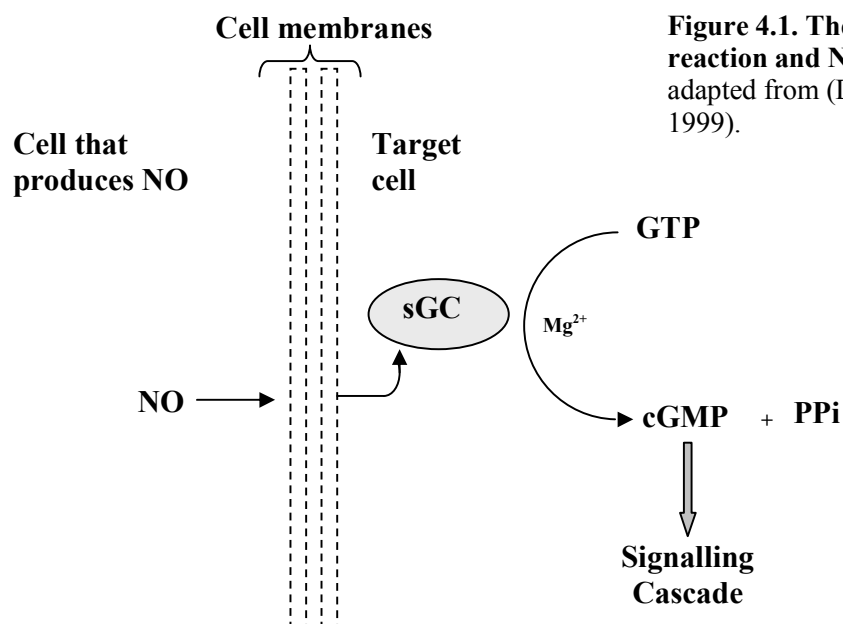 Cell membranes
Figure 4.1. The
reaction and N
adapted from (
1999).
Cell that
produces NO
Target
cell
GTP
sGC
Mg²⁺
NO
cGMP + PPi
Signalling
Cascade